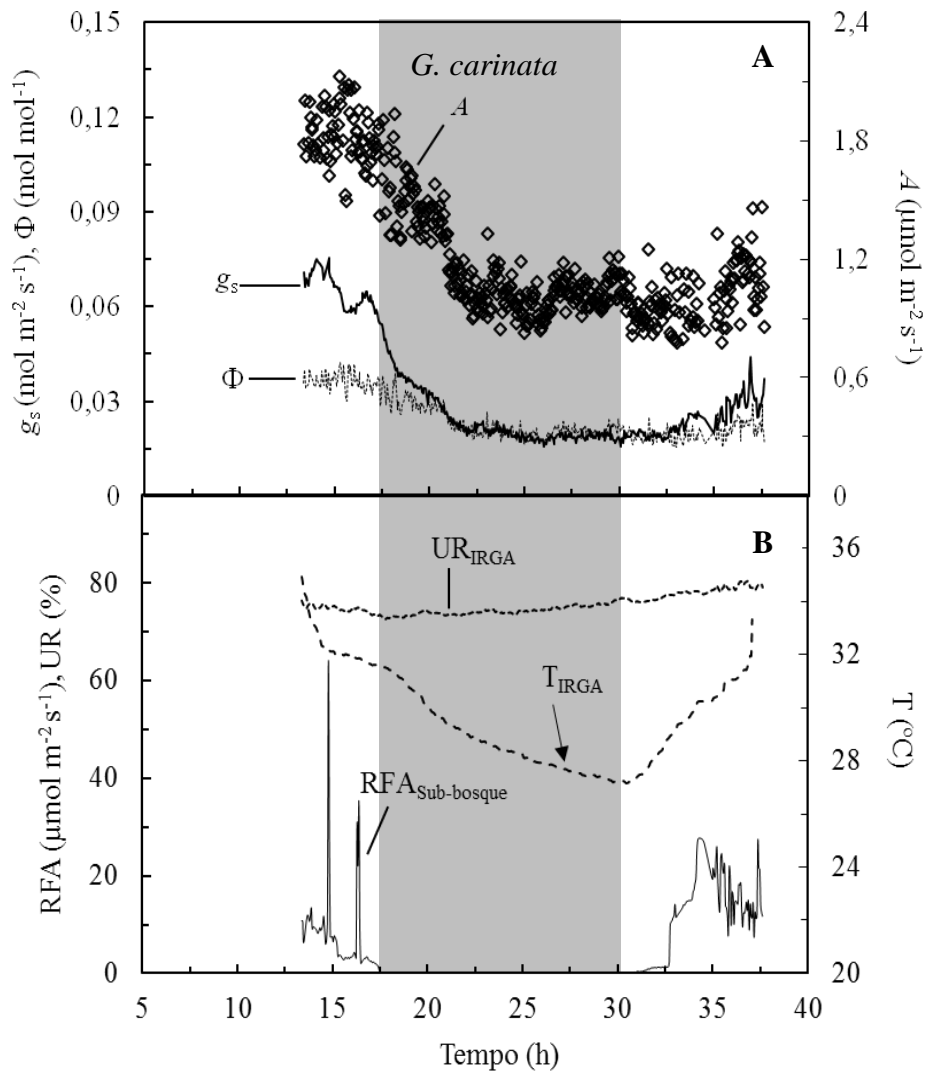 0,15
0,12
0,09
0,06
0,03
0
gs (mol m-2 s-1), Φ (mol mol-1)
G. carinata
A
A
gs
Φ
2,4
1,8
1,2
0,6
0
A (µmol m-2 s-1)
B
URIRGA
TIRGA
RFASub-bosque
80
60
40
20
0
RFA (µmol m-2 s-1), UR (%)
36
32
28
24
20
T (°C)
5 10 15 20 25 30 35 40
Tempo (h)